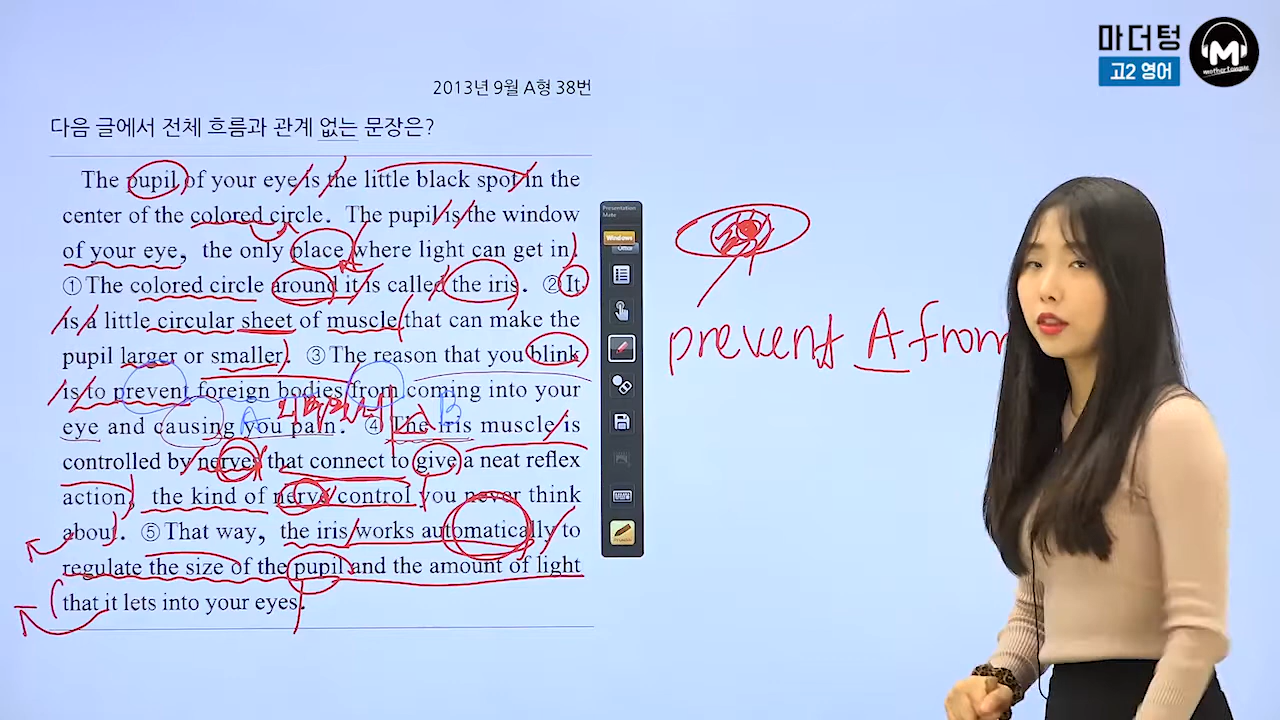 마더텅
고2 영어
M
mothertongue
2013년 9월 A형 38번
다음 글에서 전체 흐름과 관계 없는 문장은?
The pupil of your eye is the little black spot in the
center of the colored circle. The pupil is the window
of your eye, the only place where light can get in.
① The colored circle around it is called the iris. ② It
is a little circular sheet of muscle that can make the
pupil larger or smaller. ③ The reason that you blink
is to prevent foreign bodies from coming into your
A B
eye and causing you pain. ④ The iris muscle is
controlled by nerves that connect to give a neat reflex
action, the kind of nerve control you never think
about. ⑤ That way, the iris works automatically to
regulate the size of the pupil and the amount of light
that it lets into your eyes.
Presentation
Mate
Windows
Office
prevent A from